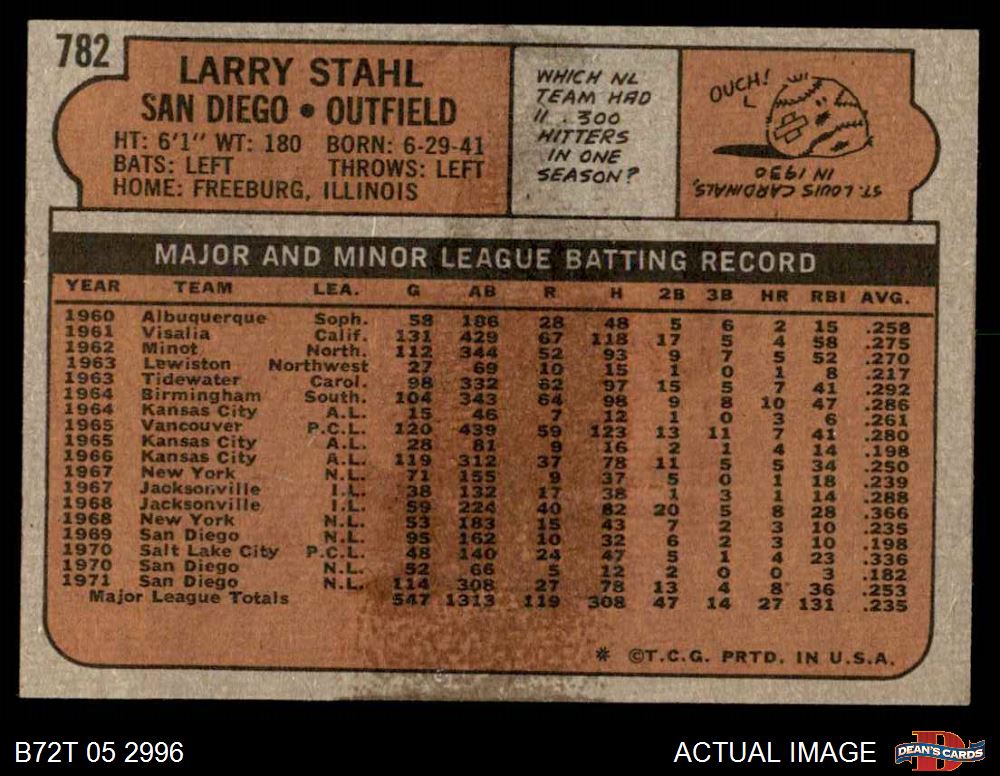 782
LARRY STAHL
SAN DIEGO • OUTFIELD
HT: 6'1" WT: 180 BORN: 6-29-41
BATS: LEFT THROWS: LEFT
HOME: FREEBURG, ILLINOIS
WHICH NL
TEAM HAD
11 .300
HITTERS
IN ONE
SEASON?
OUCH!
ST. LOUIS CARDINALS,
IN 1930
MAJOR AND MINOR LEAGUE BATTING RECORD
YEAR TEAM LEA. G AB R H 2B 3B HR RBI AVG.
1960 Albuquerque Soph. 58 186 28 48 5 6 2 15 .258
1961 Visalia Calif. 131 429 67 118 17 5 4 58 .275
1962 Minot North. 112 344 52 93 9 7 5 52 .270
1963 Lewiston Northwest 27 69 10 15 1 0 1 8 .217
1963 Tidewater Carol. 98 332 62 97 15 5 7 41 .292
1964 Birmingham South. 104 343 64 98 9 8 10 47 .286
1964 Kansas City A.L. 15 46 7 12 1 0 3 6 .261
1965 Vancouver P.C.L. 120 439 59 123 13 11 7 41 .280
1965 Kansas City A.L. 28 81 9 16 2 1 4 14 .198
1966 Kansas City A.L. 119 312 37 78 11 5 5 34 .250
1967 New York N.L. 71 155 9 37 5 0 1 18 .239
1967 Jacksonville I.L. 38 132 17 38 1 3 1 14 .288
1968 Jacksonville I.L. 59 224 40 82 20 5 8 28 .366
1968 New York N.L. 53 183 15 43 7 2 3 10 .235
1969 San Diego N.L. 95 162 10 32 6 2 3 10 .198
1970 Salt Lake City P.C.L. 48 140 24 47 5 1 4 23 .336
1970 San Diego N.L. 52 66 5 12 2 0 0 3 .182
1971 San Diego N.L. 114 308 27 78 13 4 8 36 .253
Major League Totals 547 1313 119 308 47 14 27 131 .235
* ©T.C.G. PRTD. IN U.S.A.
B72T 05 2996
ACTUAL IMAGE
DEAN'S CARDS